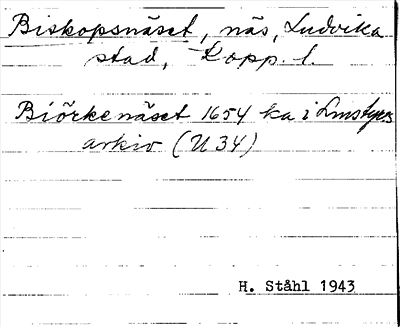 Biskopsnäset, näs, Ludvika
stad, Kopp. l.
Biörkenäset 1654 ka i Lmstyrs
arkiv (U 34)
H. Ståhl 1943